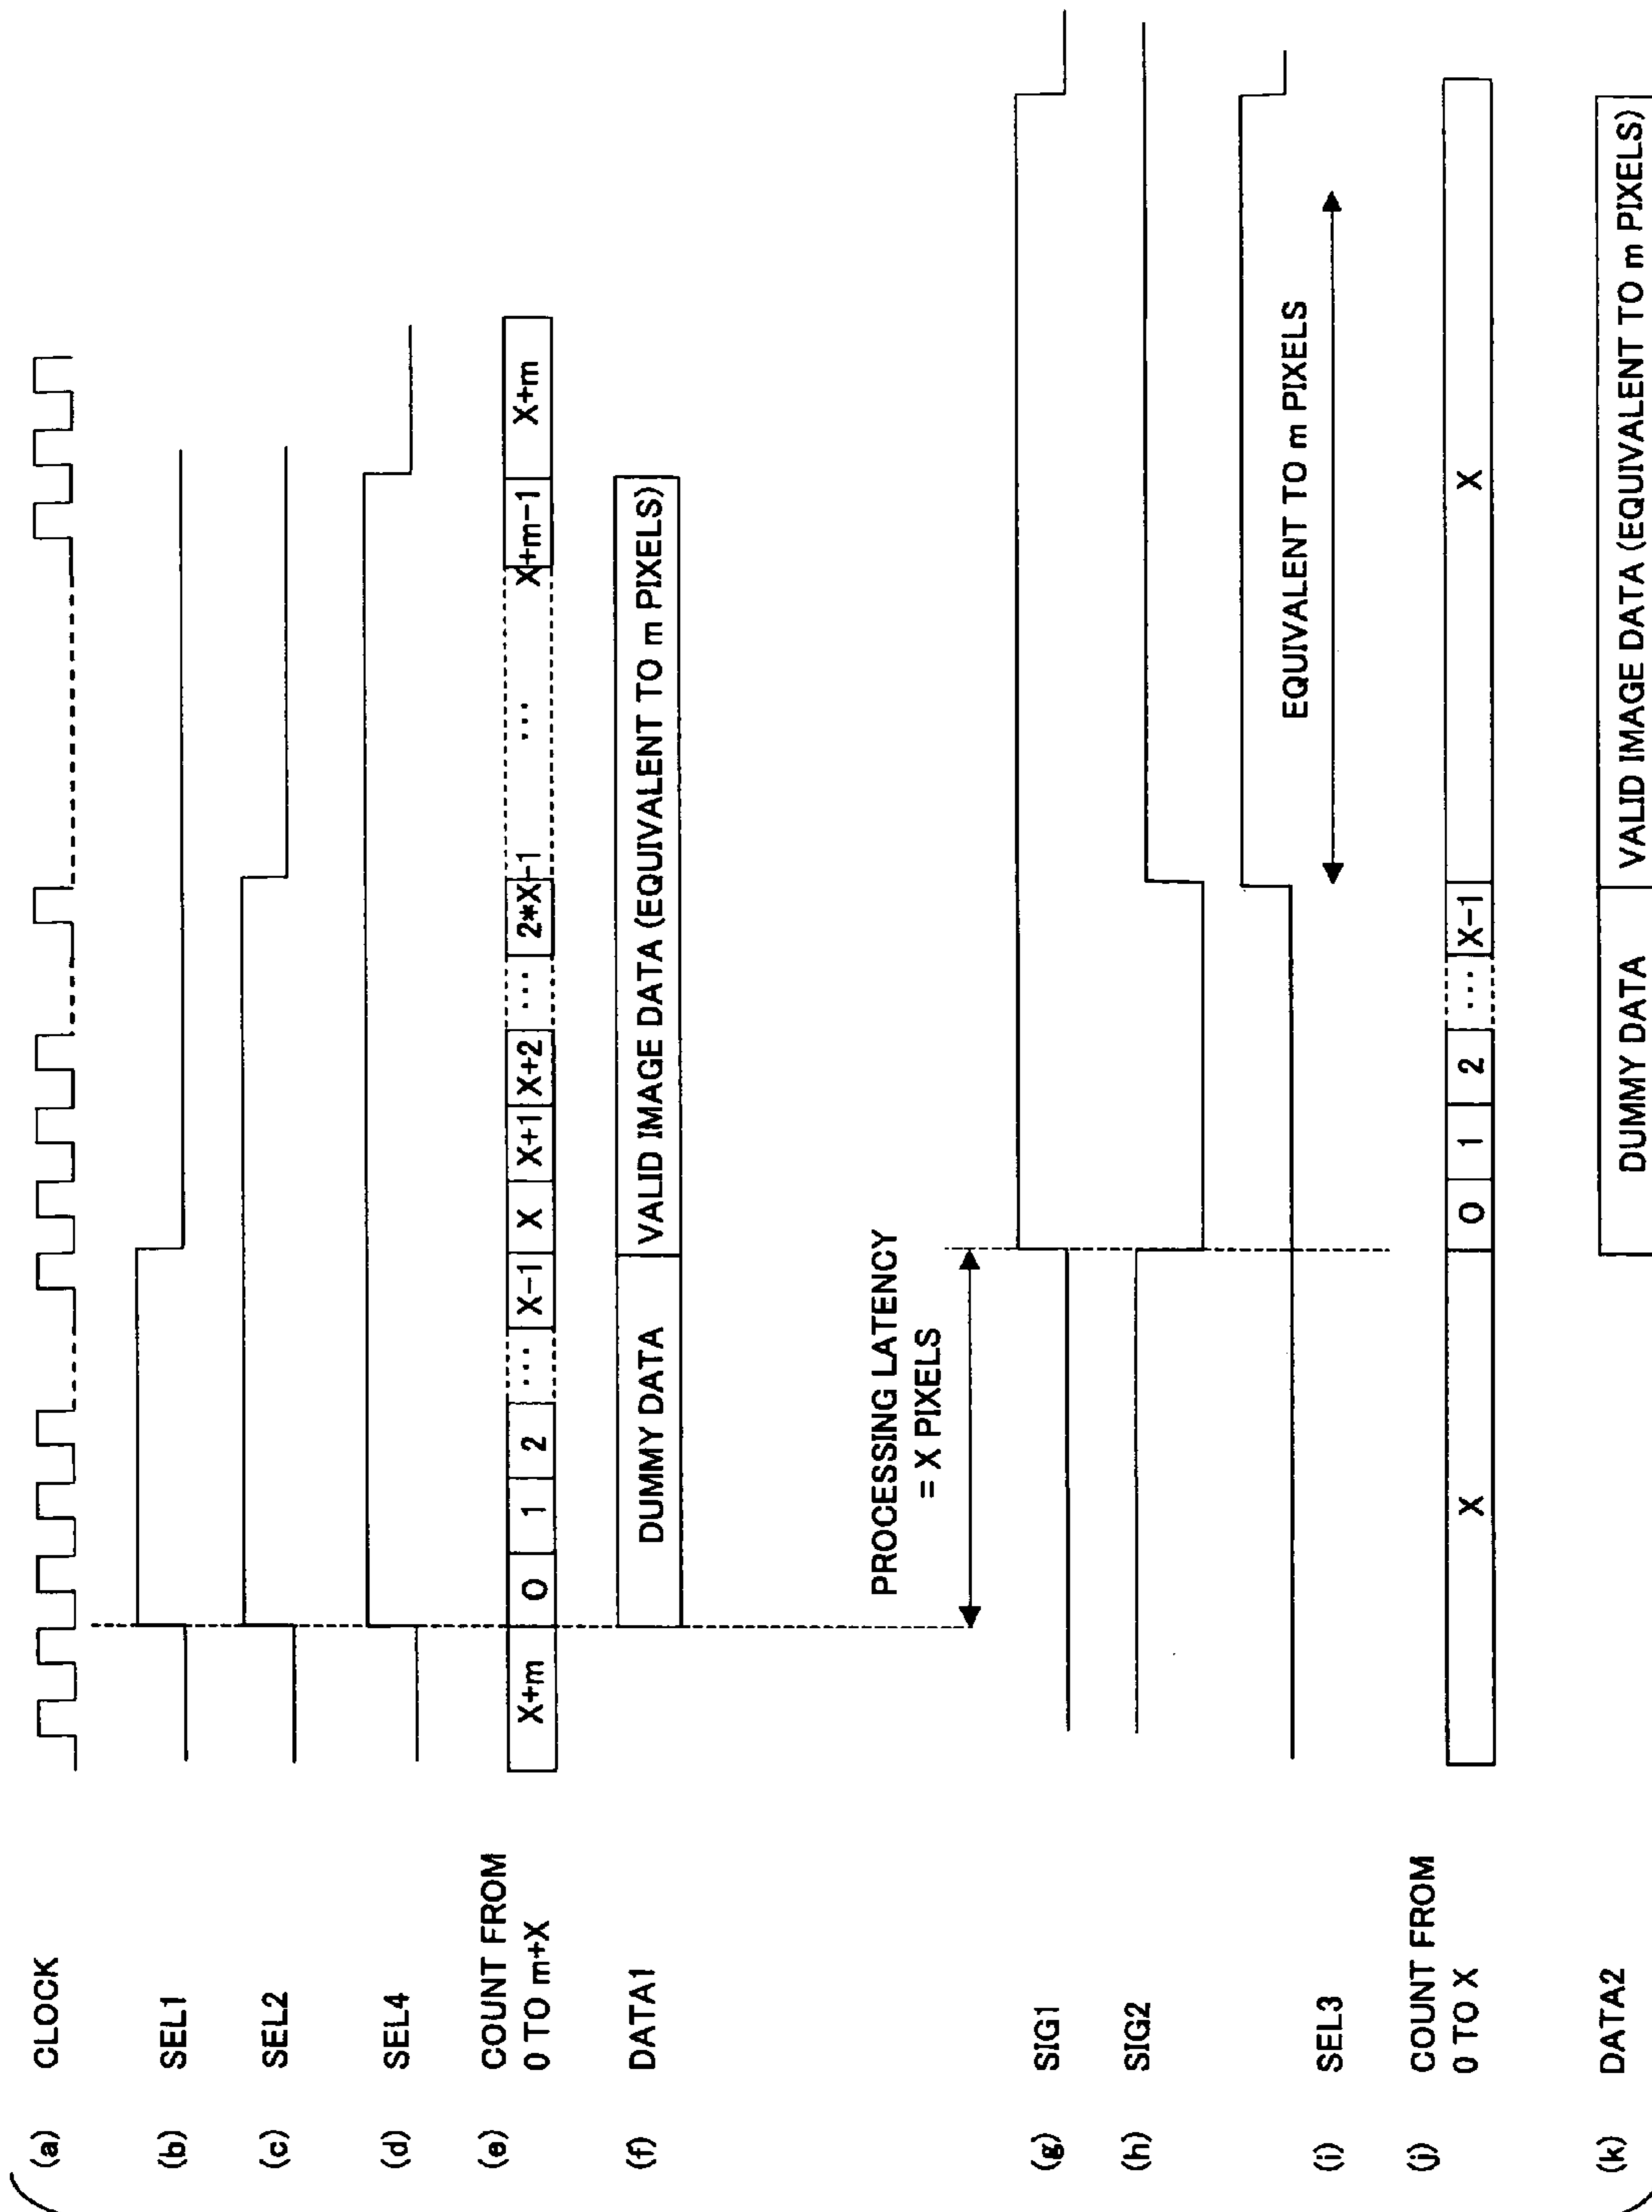 (a) CLOCK
(b) SEL1
(c) SEL2
(d) SEL4
(e) COUNT FROM
0 TO m+X
X+m 0 1 2 ... X-1 X X+1 X+2 ... 2*X-1 ... X+m-1 X+m
(f) DATA1
DUMMY DATA VALID IMAGE DATA (EQUIVALENT TO m PIXELS)
PROCESSING LATENCY
= X PIXELS
(g) SIG1
(h) SIG2
(i) SEL3
EQUIVALENT TO m PIXELS
(j) COUNT FROM
0 TO X
X 0 1 2 ... X-1 X
(k) DATA2
DUMMY DATA VALID IMAGE DATA (EQUIVALENT TO m PIXELS)